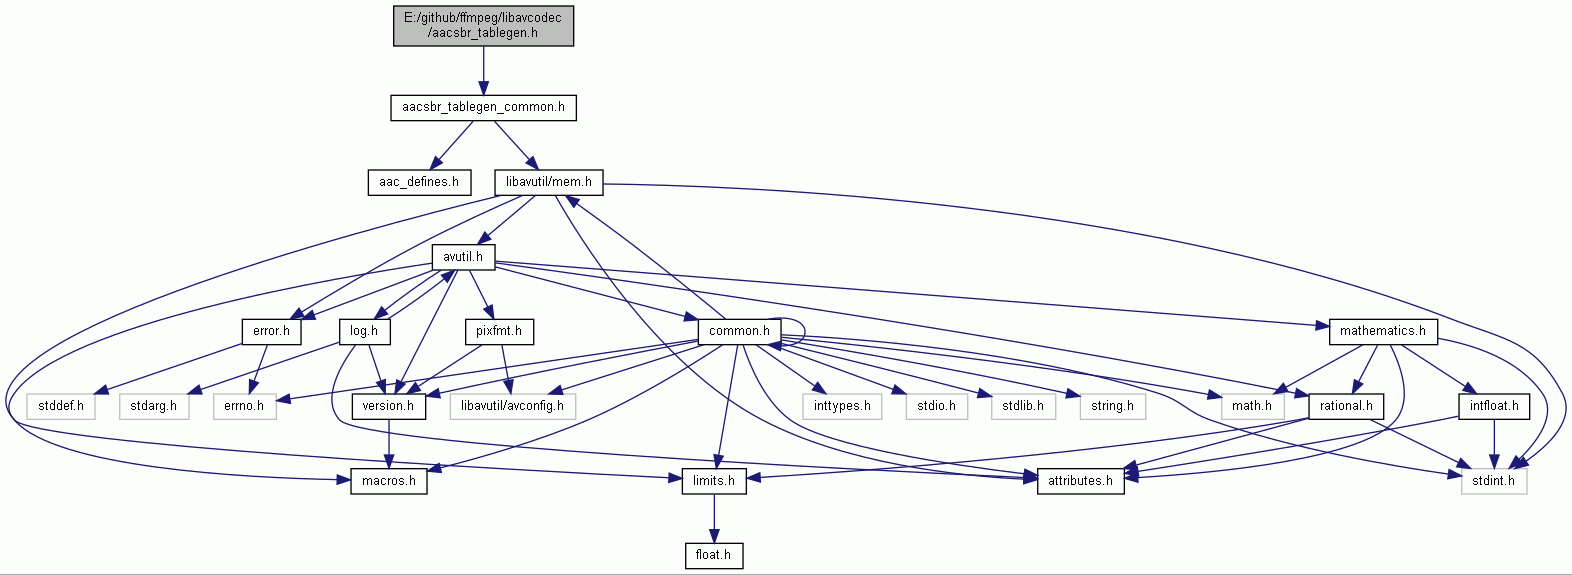 E:/github/ffmpeg/libavcodec
/aacsbr_tablegen.h
aacsbr_tablegen_common.h
aac_defines.h
libavutil/mem.h
avutil.h
error.h
log.h
pixfmt.h
common.h
mathematics.h
stddef.h
stdarg.h
errno.h
version.h
libavutil/avconfig.h
inttypes.h
stdio.h
stdlib.h
string.h
math.h
rational.h
intfloat.h
macros.h
limits.h
attributes.h
stdint.h
float.h